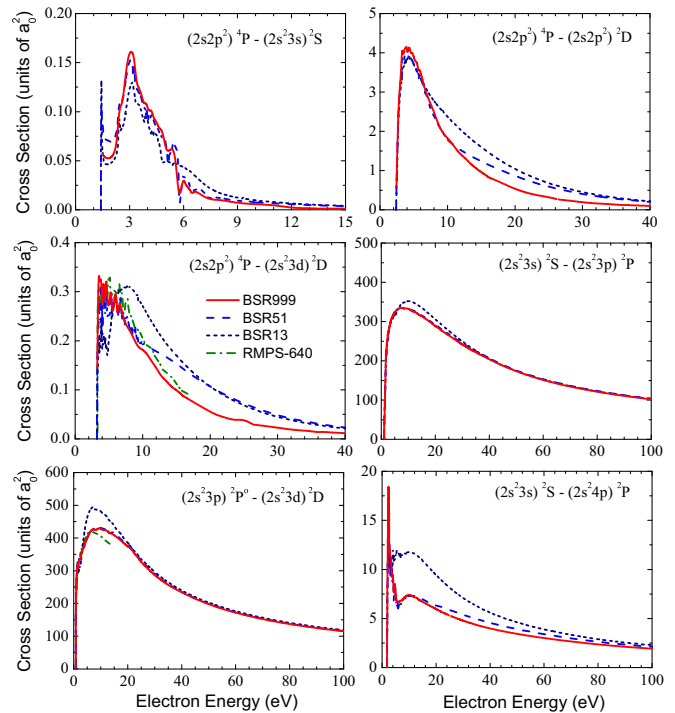 (2s2p²) ⁴P - (2s²3s) ²S
Cross Section (units of a₀²)
0.20
0.15
0.10
0.05
0.00
0 3 6 9 12 15
(2s2p²) ⁴P - (2s2p²) ²D
5
4
3
2
1
0
0 10 20 30 40
(2s2p²) ⁴P - (2s²3d) ²D
Cross Section (units of a₀²)
0.4
0.3
0.2
0.1
0.0
0 10 20 30 40
BSR999
BSR51
BSR13
RMPS-640
(2s²3s) ²S - (2s²3p) ²P
500
400
300
200
100
0
0 20 40 60 80 100
(2s²3p) ²Pᵒ - (2s²3d) ²D
Cross Section (units of a₀²)
600
500
400
300
200
100
0
0 20 40 60 80 100
Electron Energy (eV)
(2s²3s) ²S - (2s²4p) ²P
20
15
10
5
0
0 20 40 60 80 100
Electron Energy (eV)